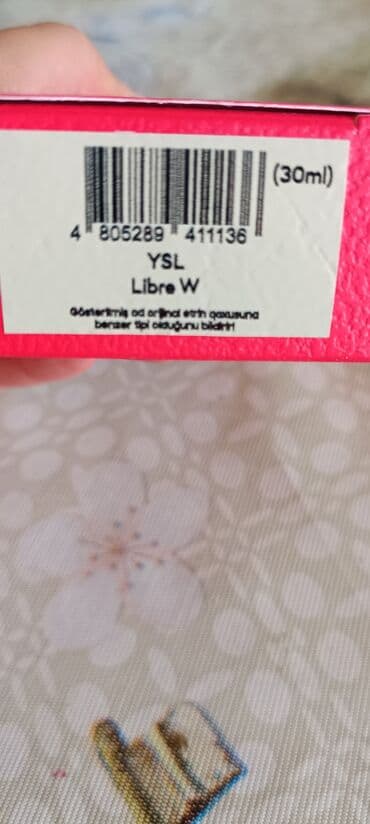 (30ml)
4 805289 411136
YSL
Libre W
Göstərilmiş ad orijinal ətrin qoxusuna
bənzər tipi olduğunu bildirir!